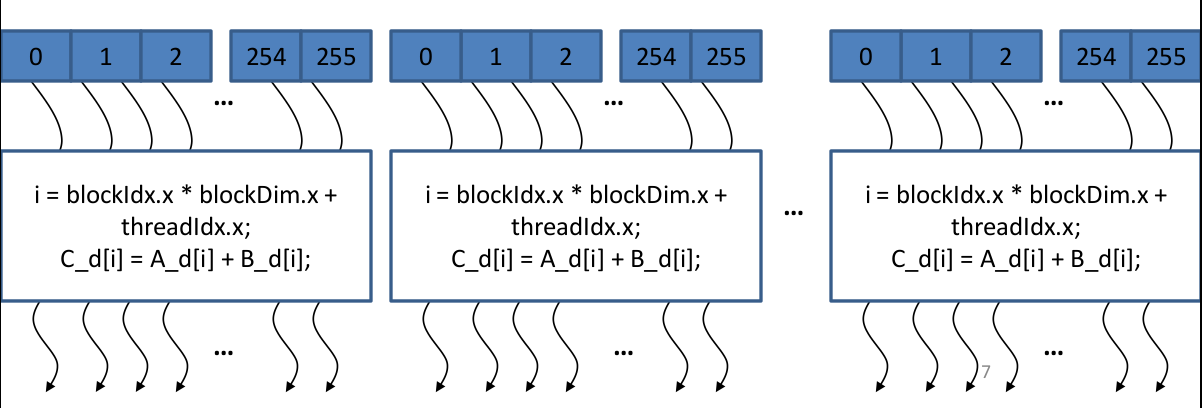 0 1 2 254 255 0 1 2 254 255 0 1 2 254 255
... ... ...
i = blockIdx.x * blockDim.x +
threadIdx.x;
C_d[i] = A_d[i] + B_d[i];
i = blockIdx.x * blockDim.x +
threadIdx.x;
C_d[i] = A_d[i] + B_d[i];
...
i = blockIdx.x * blockDim.x +
threadIdx.x;
C_d[i] = A_d[i] + B_d[i];
... ... ...
7